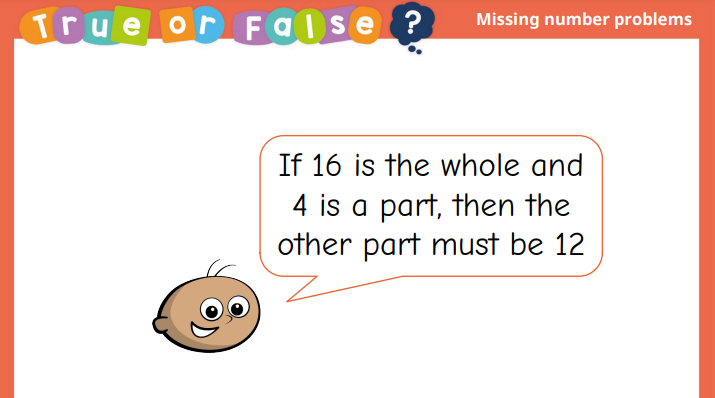 True or False ?
Missing number problems
If 16 is the whole and
4 is a part, then the
other part must be 12